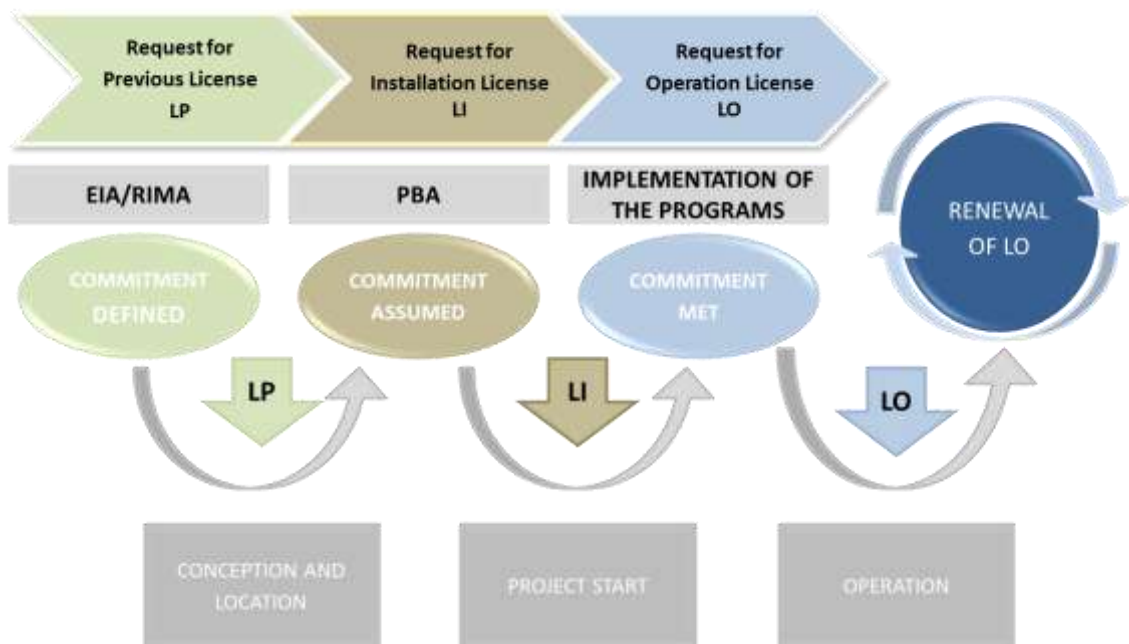 Request for
Previous License
LP
Request for
Installation License
LI
Request for
Operation License
LO
EIA/RIMA
PBA
IMPLEMENTATION OF
THE PROGRAMS
RENEWAL
OF LO
COMMITMENT
DEFINED
COMMITMENT
ASSUMED
COMMITMENT
MET
LP
LI
LO
CONCEPTION AND
LOCATION
PROJECT START
OPERATION